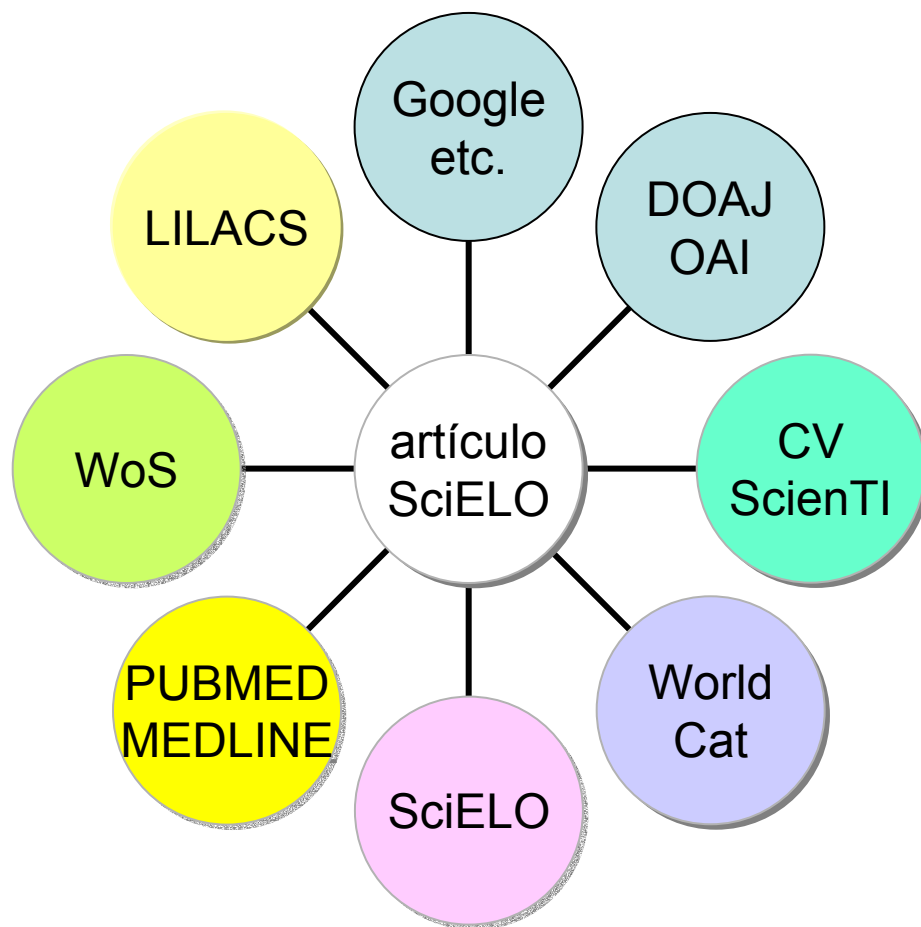 Google
etc.
DOAJ
OAI
LILACS
CV
ScienTI
artículo
SciELO
WoS
World
Cat
PUBMED
MEDLINE
SciELO